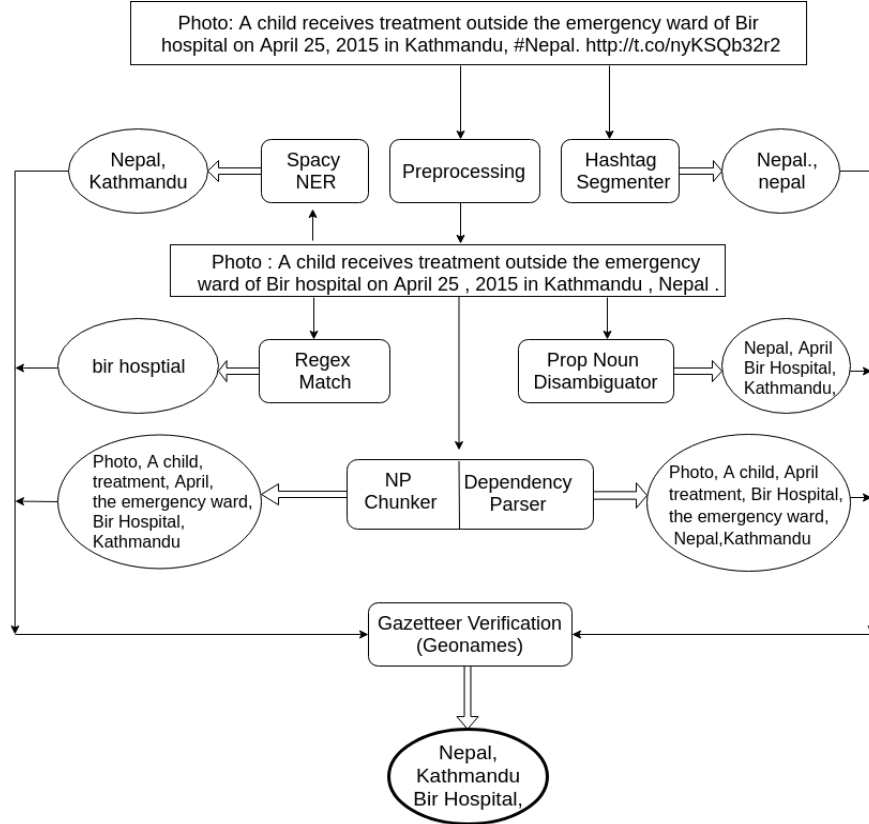 Photo: A child receives treatment outside the emergency ward of Bir
hospital on April 25, 2015 in Kathmandu, #Nepal. http://t.co/nyKSQb32r2
Nepal,
Kathmandu
Spacy
NER
Preprocessing
Hashtag
Segmenter
Nepal.,
nepal
Photo : A child receives treatment outside the emergency
ward of Bir hospital on April 25 , 2015 in Kathmandu , Nepal .
bir hosptial
Regex
Match
Prop Noun
Disambiguator
Nepal, April
Bir Hospital,
Kathmandu,
Photo, A child,
treatment, April,
the emergency ward,
Bir Hospital,
Kathmandu
NP
Chunker
Dependency
Parser
Photo, A child, April
treatment, Bir Hospital,
the emergency ward,
Nepal,Kathmandu
Gazetteer Verification
(Geonames)
Nepal,
Kathmandu
Bir Hospital,